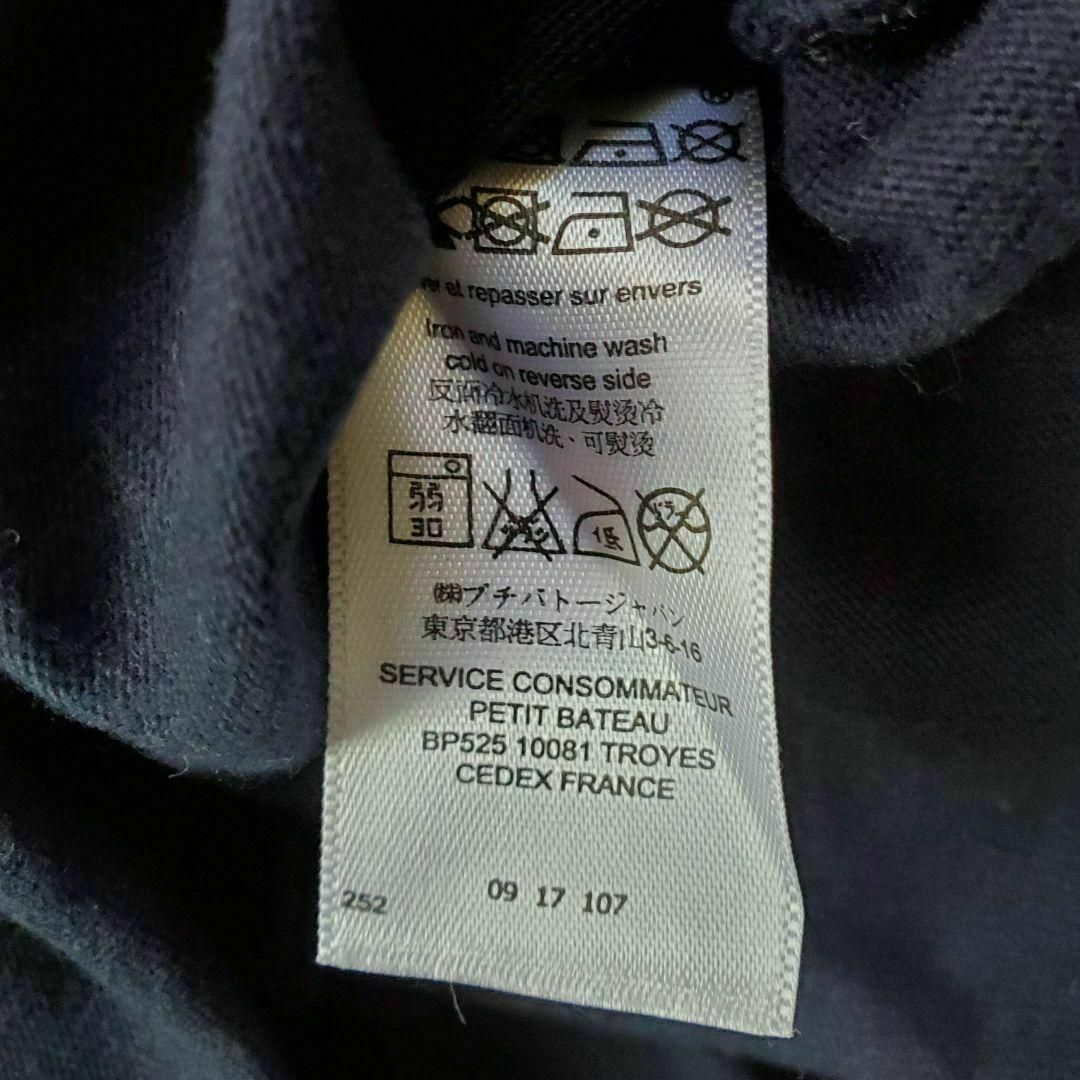 et repasser sur envers
Iron and machine wash
cold on reverse side
反面冷水机洗及熨烫冷
水翻面机洗、可熨烫
弱
30
低
㈱プチバトージャパン
東京都港区北青山3-6-16
SERVICE CONSOMMATEUR
PETIT BATEAU
BP525 10081 TROYES
CEDEX FRANCE
252
09 17 107